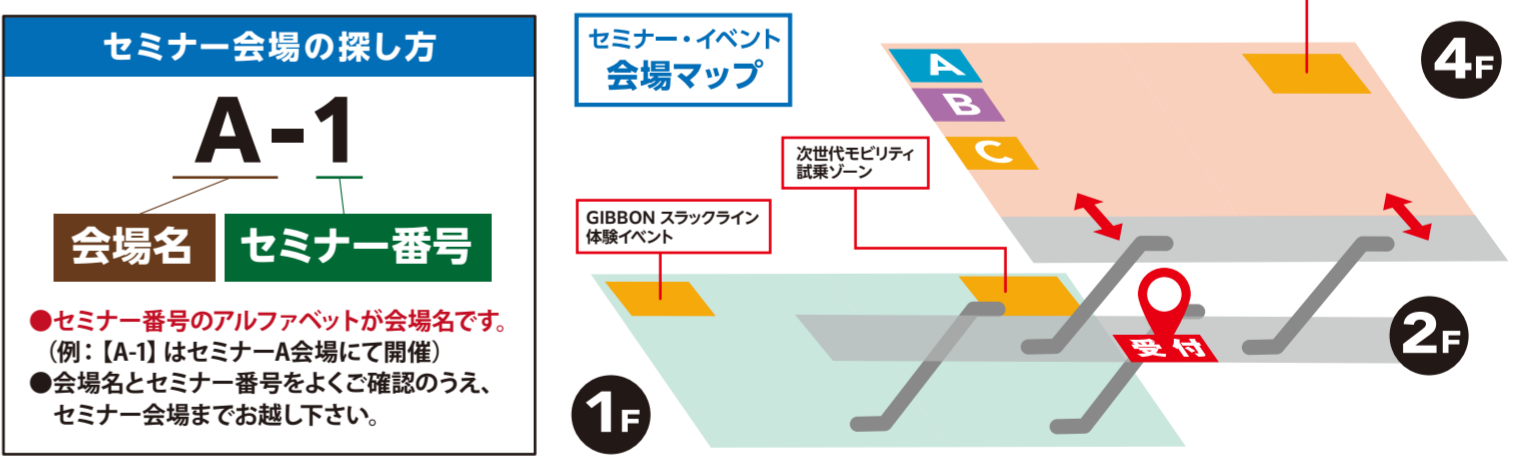 セミナー会場の探し方
A-1
会場名
セミナー番号
●セミナー番号のアルファベットが会場名です。
（例：【A-1】はセミナーA会場にて開催）
●会場名とセミナー番号をよくご確認のうえ、
セミナー会場までお越し下さい。
セミナー・イベント
会場マップ
A
B
C
4F
次世代モビリティ
試乗ゾーン
GIBBON スラックライン
体験イベント
受付
2F
1F